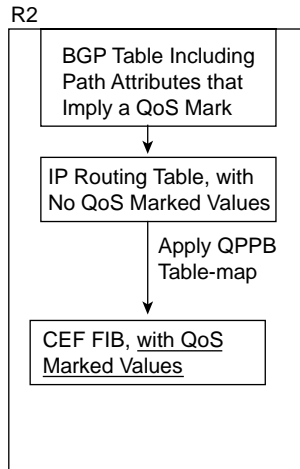 R2
BGP Table Including
Path Attributes that
Imply a QoS Mark
IP Routing Table, with
No QoS Marked Values
Apply QPPB
Table-map
CEF FIB, with QoS
Marked Values